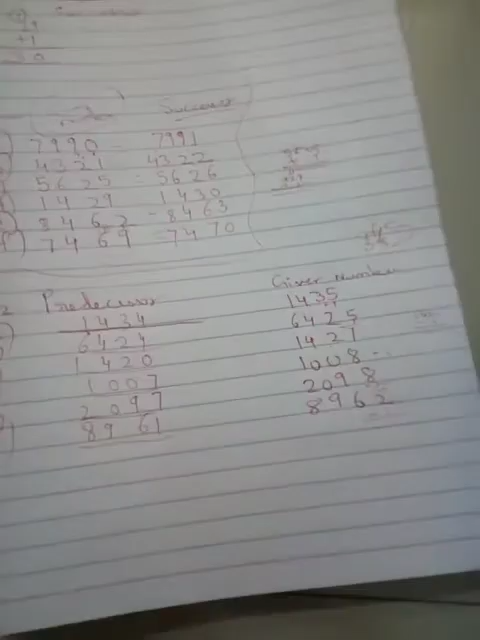 +1
Successor
7990 - 7991
4321 4322
5625 - 5626
1429 1430
8462 - 8463
7469 - 7470
Predecessor Given number
1434 1435
6424 6425
1420 1421
1007 1008
2097 2098
8961 8962